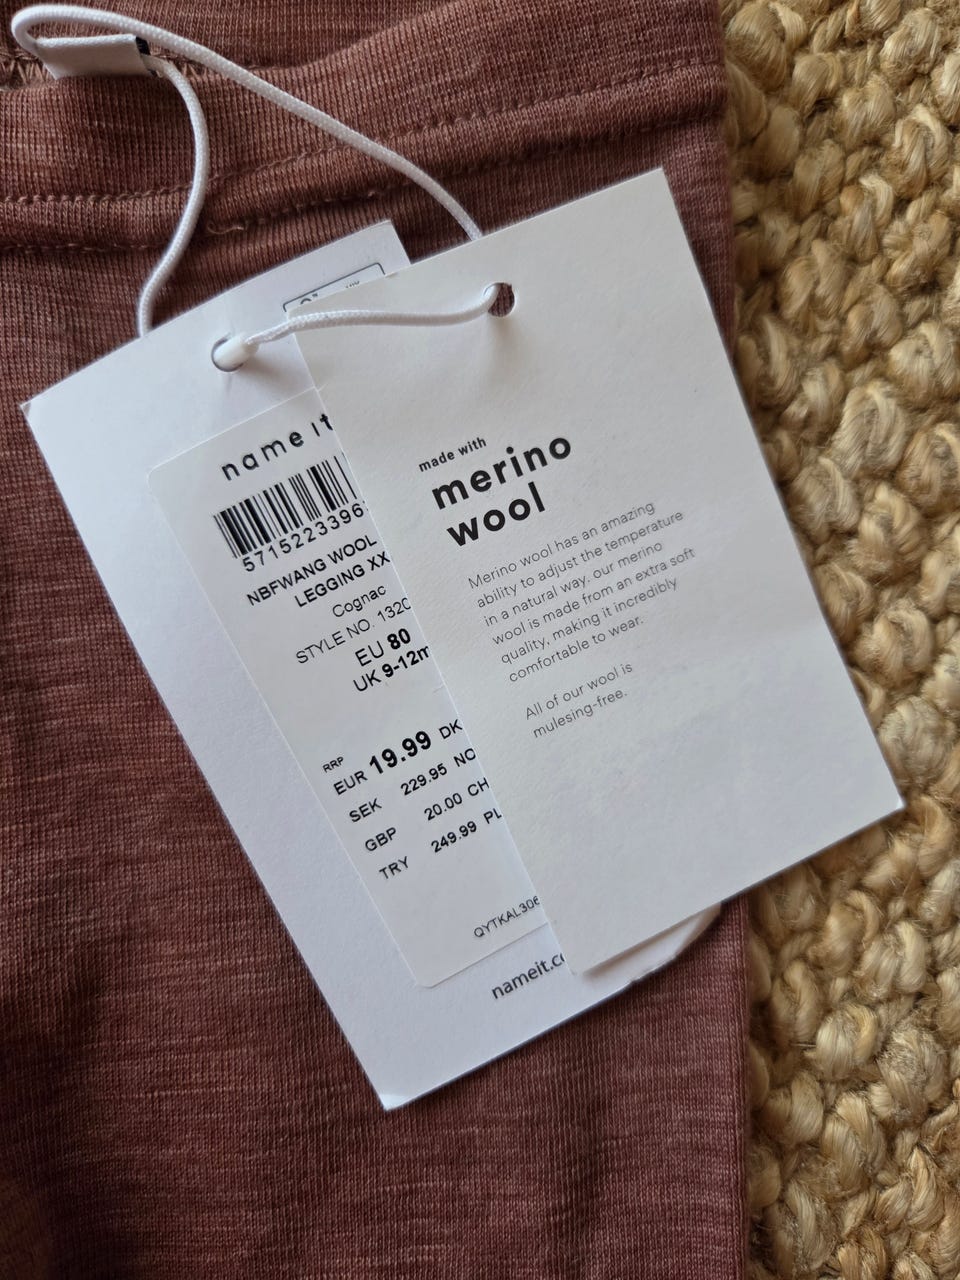 name it
5715223396
NBFWANG WOOL
LEGGING XX
Cognac
STYLE NO. 1320
EU 80
UK 9-12m
RRP
EUR 19.99 DK
SEK 229.95 NO
GBP 20.00 CH
TRY 249.99 PL
QYTKAL306
nameit.co
made with
merino
wool
Merino wool has an amazing
ability to adjust the temperature
in a natural way. our merino
wool is made from an extra soft
quality, making it incredibly
comfortable to wear.
All of our wool is
mulesing-free.